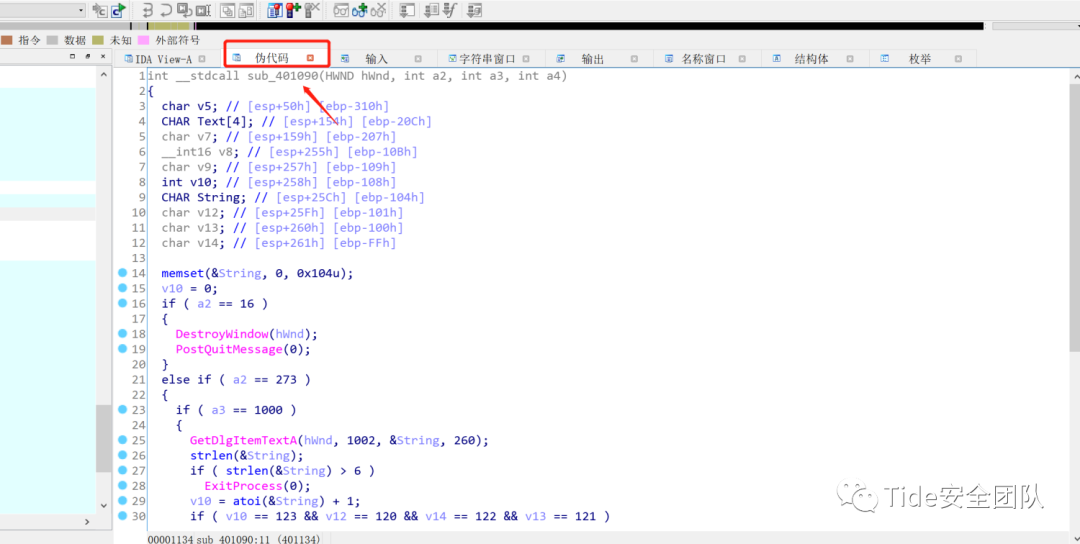 指令 数据 未知 外部符号
IDA View-A 伪代码 输入 字符串窗口 输出 名称窗口 结构体 枚举
1 int __stdcall sub_401090(HWND hWnd, int a2, int a3, int a4)
2 {
3 char v5; // [esp+50h] [ebp-310h]
4 CHAR Text[4]; // [esp+154h] [ebp-20Ch]
5 char v7; // [esp+159h] [ebp-207h]
6 __int16 v8; // [esp+255h] [ebp-10Bh]
7 char v9; // [esp+257h] [ebp-109h]
8 int v10; // [esp+258h] [ebp-108h]
9 CHAR String; // [esp+25Ch] [ebp-104h]
10 char v12; // [esp+25Fh] [ebp-101h]
11 char v13; // [esp+260h] [ebp-100h]
12 char v14; // [esp+261h] [ebp-FFh]
13
14 memset(&String, 0, 0x104u);
15 v10 = 0;
16 if ( a2 == 16 )
17 {
18 DestroyWindow(hWnd);
19 PostQuitMessage(0);
20 }
21 else if ( a2 == 273 )
22 {
23 if ( a3 == 1000 )
24 {
25 GetDlgItemTextA(hWnd, 1002, &String, 260);
26 strlen(&String);
27 if ( strlen(&String) > 6 )
28 ExitProcess(0);
29 v10 = atoi(&String) + 1;
30 if ( v10 == 123 && v12 == 120 && v14 == 122 && v13 == 121 )
00001134 sub_401090:11 (401134)
Tide安全团队